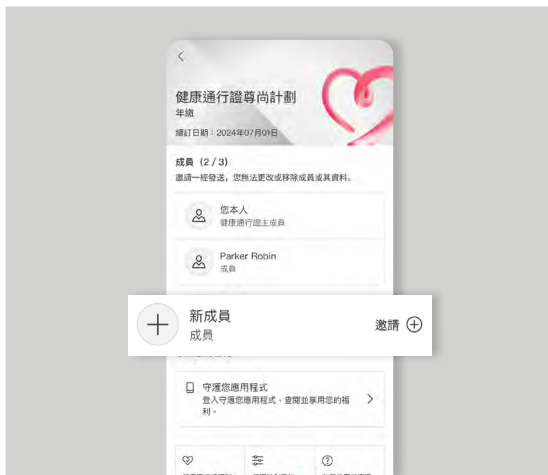 健康通行證尊尚計劃
年繳
續訂日期：2024年07月01日
成員（2 / 3）
邀請一經發送，您無法更改或移除成員或其資料。
您本人
健康通行證主成員
Parker Robin
成員
新成員
成員
邀請
守護您應用程式
登入守護您應用程式，查閱並享用您的福
利。